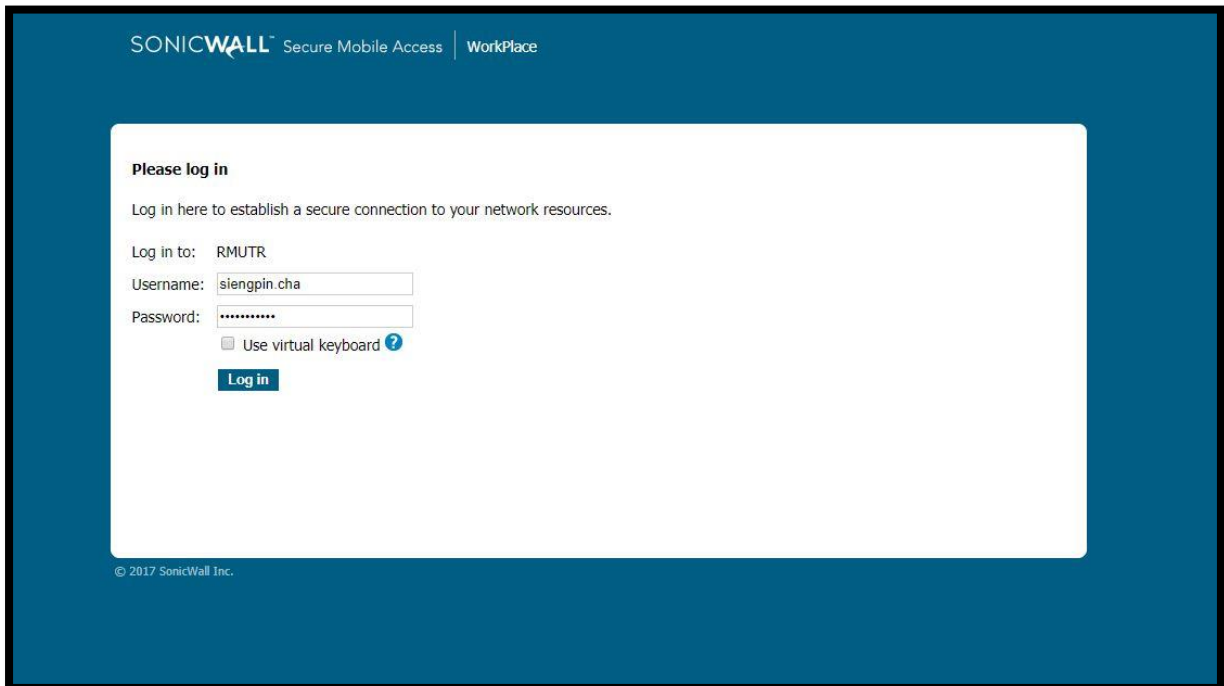 SONICWALL™ Secure Mobile Access | WorkPlace
Please log in
Log in here to establish a secure connection to your network resources.
Log in to: RMUTR
Username: siengpin.cha
Password: •••••••••••
Use virtual keyboard ?
Log in
© 2017 SonicWall Inc.